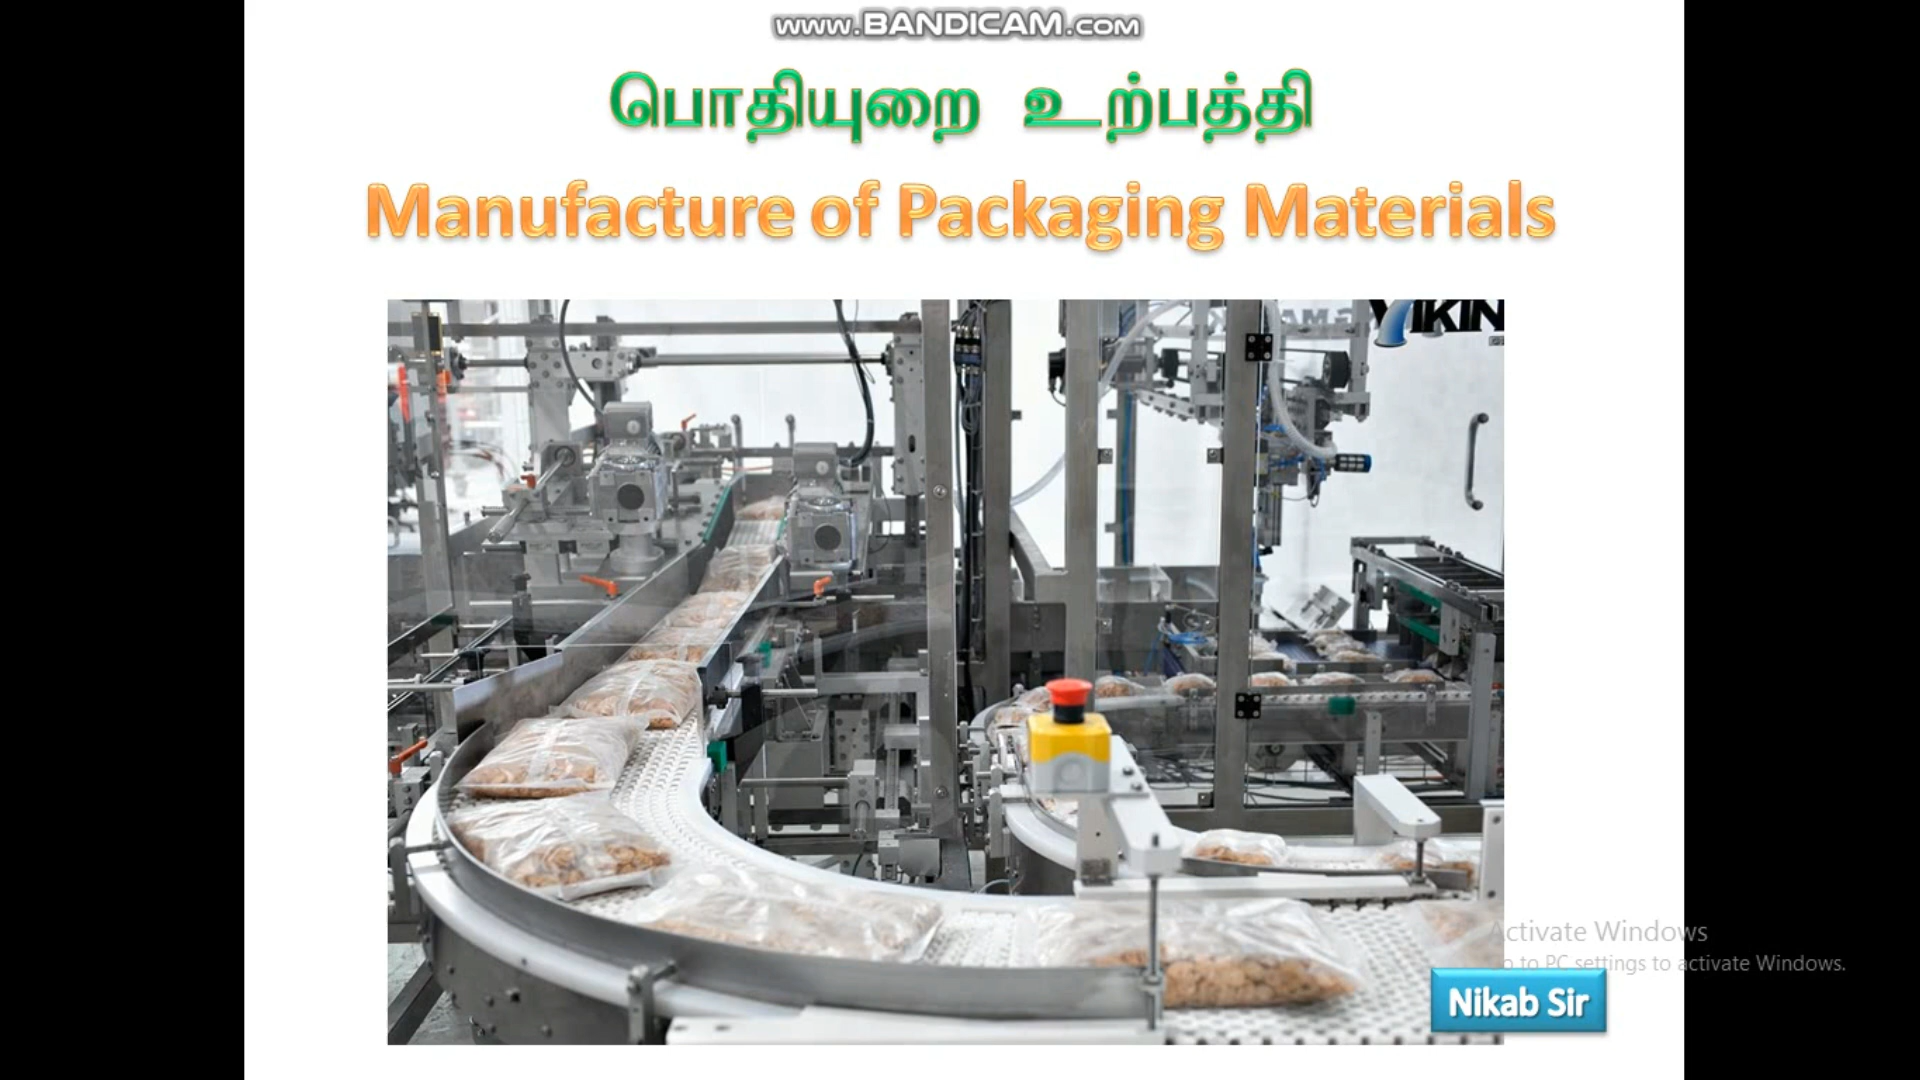 www.BANDICAM.com
பொதியுறை உற்பத்தி
Manufacture of Packaging Materials
VIKIN
Activate Windows
to PC settings to activate Windows.
Nikab Sir